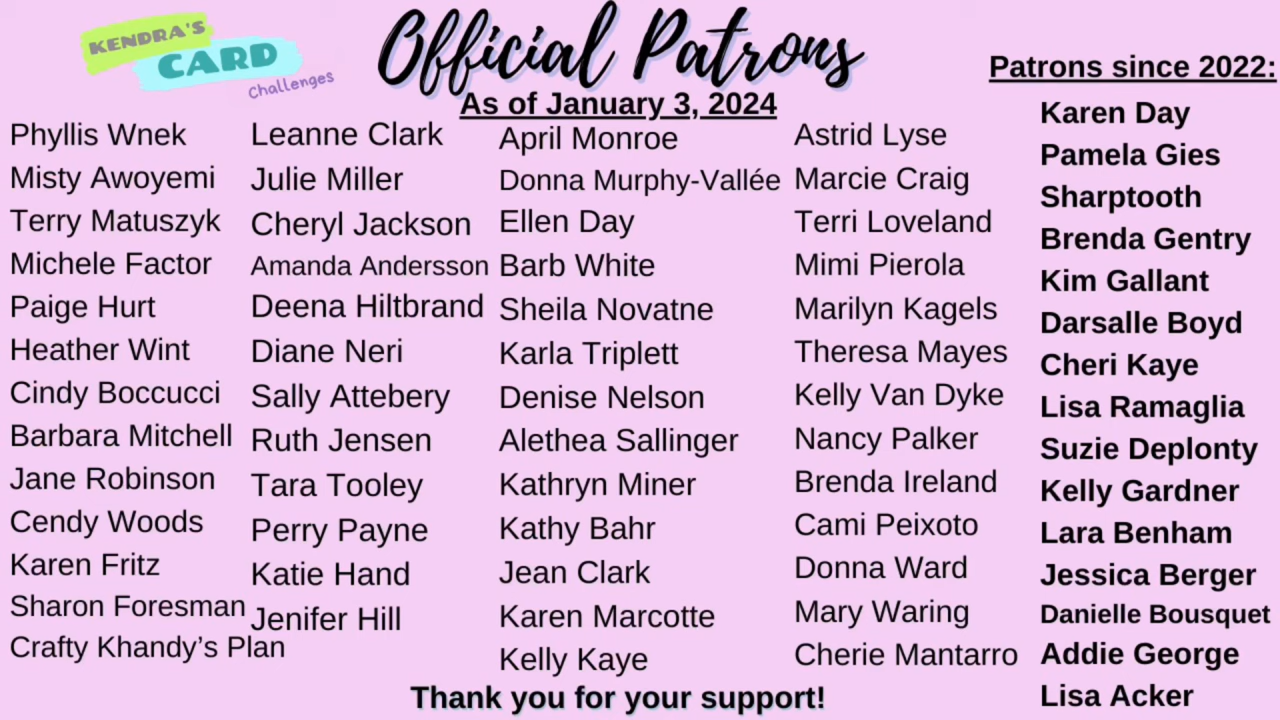 KENDRA'S
CARD
Challenges
Official Patrons
As of January 3, 2024
Phyllis Wnek
Misty Awoyemi
Terry Matuszyk
Michele Factor
Paige Hurt
Heather Wint
Cindy Boccucci
Barbara Mitchell
Jane Robinson
Cendy Woods
Karen Fritz
Sharon Foresman
Crafty Khandy’s Plan
Leanne Clark
Julie Miller
Cheryl Jackson
Amanda Andersson
Deena Hiltbrand
Diane Neri
Sally Attebery
Ruth Jensen
Tara Tooley
Perry Payne
Katie Hand
Jenifer Hill
April Monroe
Donna Murphy-Vallée
Ellen Day
Barb White
Sheila Novatne
Karla Triplett
Denise Nelson
Alethea Sallinger
Kathryn Miner
Kathy Bahr
Jean Clark
Karen Marcotte
Kelly Kaye
Astrid Lyse
Marcie Craig
Terri Loveland
Mimi Pierola
Marilyn Kagels
Theresa Mayes
Kelly Van Dyke
Nancy Palker
Brenda Ireland
Cami Peixoto
Donna Ward
Mary Waring
Cherie Mantarro
Patrons since 2022:
Karen Day
Pamela Gies
Sharptooth
Brenda Gentry
Kim Gallant
Darsalle Boyd
Cheri Kaye
Lisa Ramaglia
Suzie Deplonty
Kelly Gardner
Lara Benham
Jessica Berger
Danielle Bousquet
Addie George
Lisa Acker
Thank you for your support!